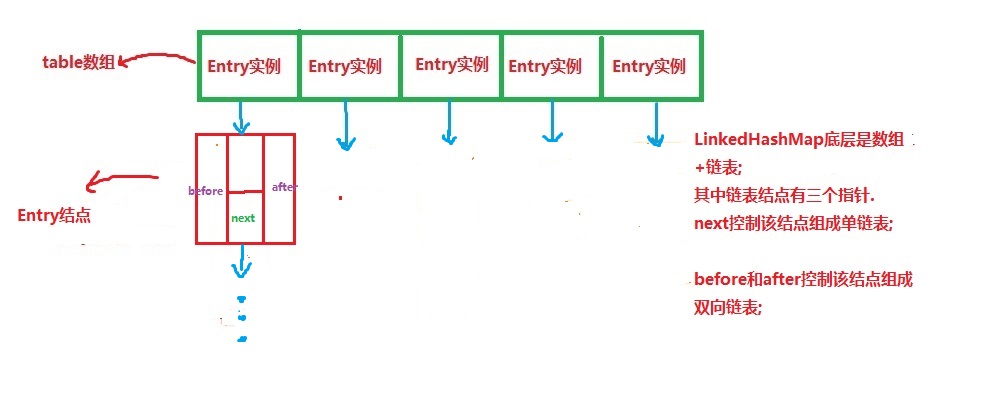 table数组
Entry实例
Entry实例
Entry实例
Entry实例
Entry实例
before
after
next
Entry结点
LinkedHashMap底层是数组
+链表;
其中链表结点有三个指针.
next控制该结点组成单链表;
before和after控制该结点组成
双向链表;